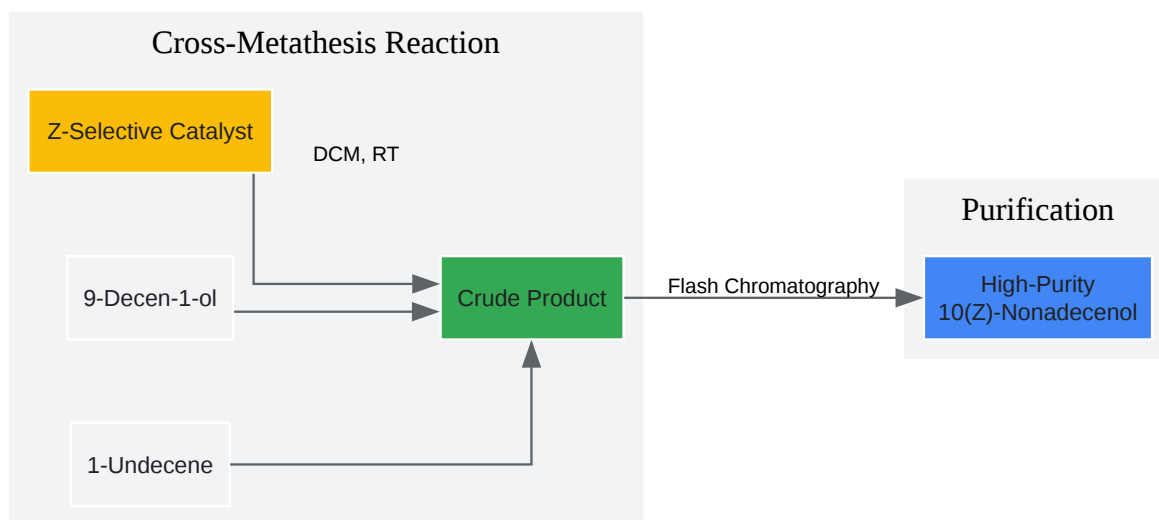 Cross-Metathesis Reaction
Z-Selective Catalyst
DCM, RT
9-Decen-1-ol
Crude Product
1-Undecene
Flash Chromatography
Purification
High-Purity
10(Z)-Nonadecenol